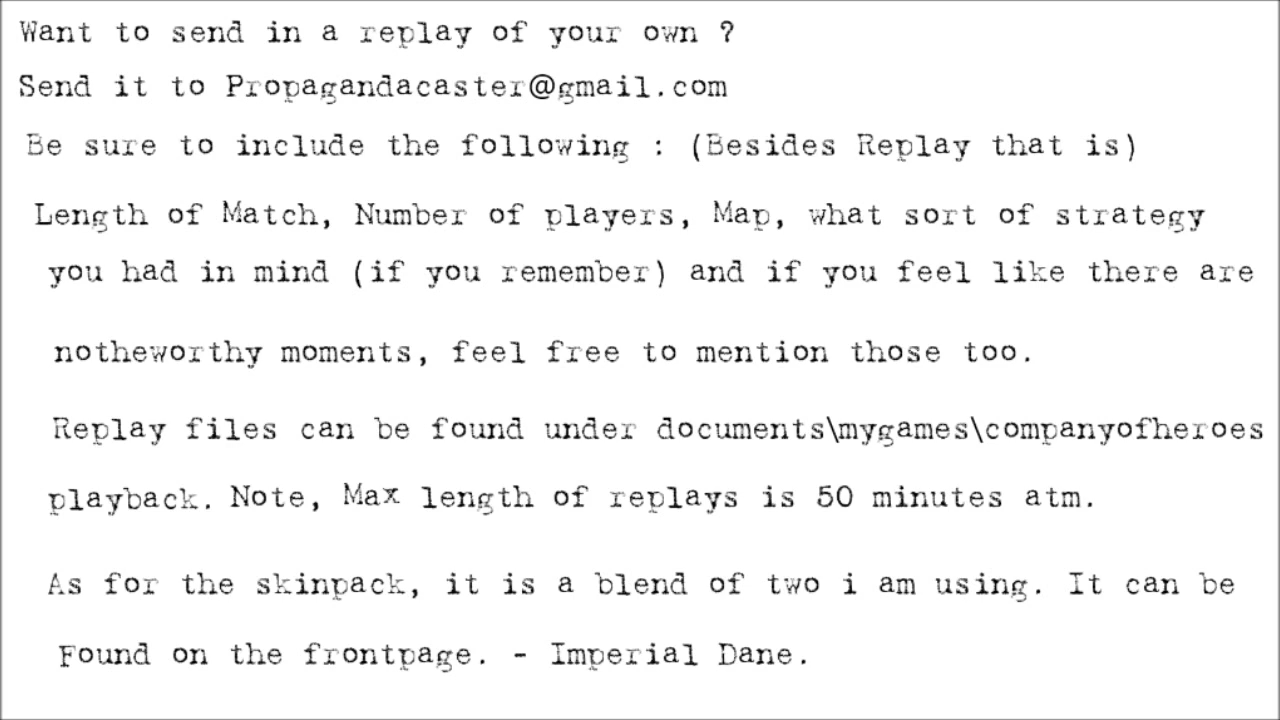 Want to send in a replay of your own ?
Send it to Propagandacaster@gmail.com
Be sure to include the following : (Besides Replay that is)
Length of Match, Number of players, Map, what sort of strategy
you had in mind (if you remember) and if you feel like there are
notheworthy moments, feel free to mention those too.
Replay files can be found under documents\mygames\companyofheroes
playback. Note, Max length of replays is 50 minutes atm.
As for the skinpack, it is a blend of two i am using. It can be
Found on the frontpage. - Imperial Dane.